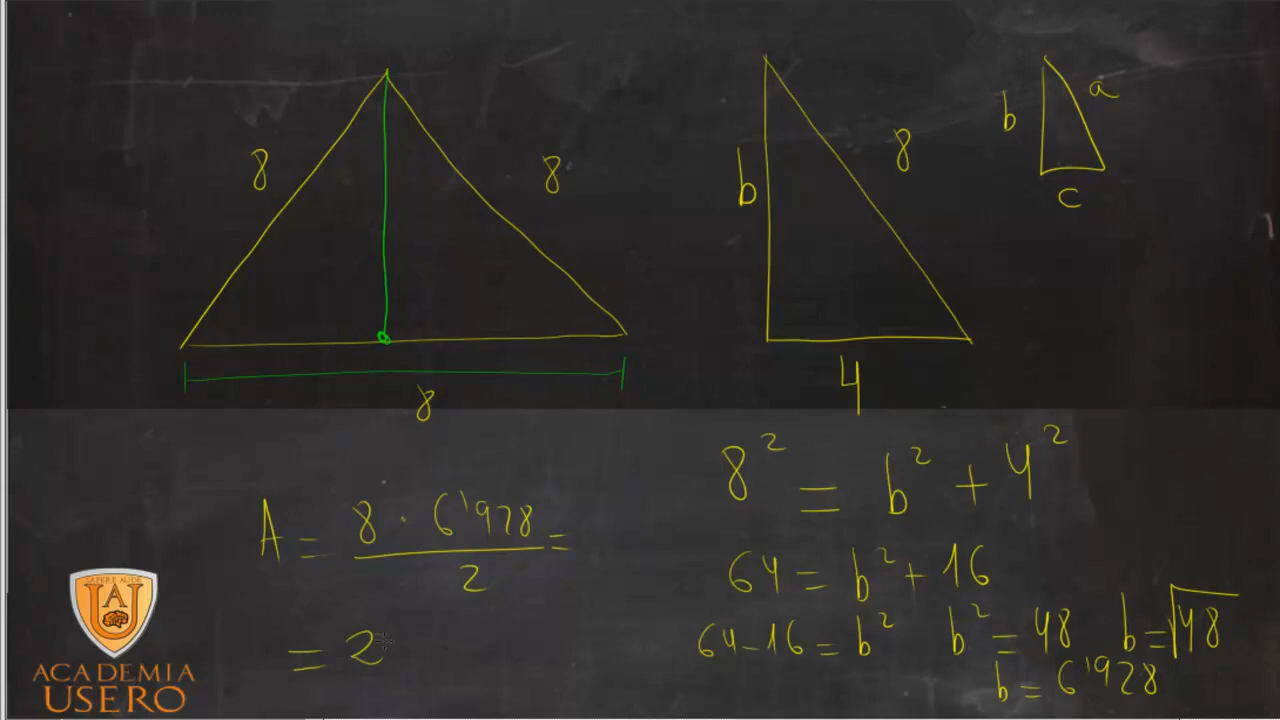 8
8
8
b
8
4
b
a
c
A = 8 · 6'928 / 2 =
= 2
8² = b² + 4²
64 = b² + 16
64 - 16 = b² b² = 48 b = √48
b = 6'928
SAPERE AUDE
UAI
ACADEMIA
USERO